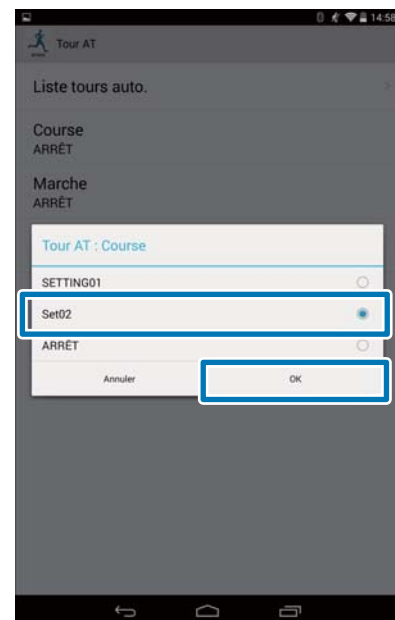 14:58
Tour AT
Liste tours auto.
Course
ARRÊT
Marche
ARRÊT
Tour AT : Course
SETTING01
Set02
ARRÊT
Annuler
OK